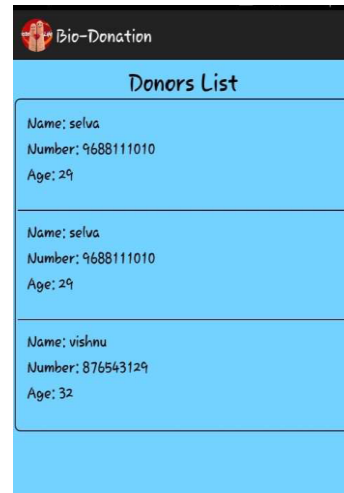 Bio-Donation
Donors List
Name: selva
Number: 9688111010
Age: 29
Name: selva
Number: 9688111010
Age: 29
Name: vishnu
Number: 876543129
Age: 32